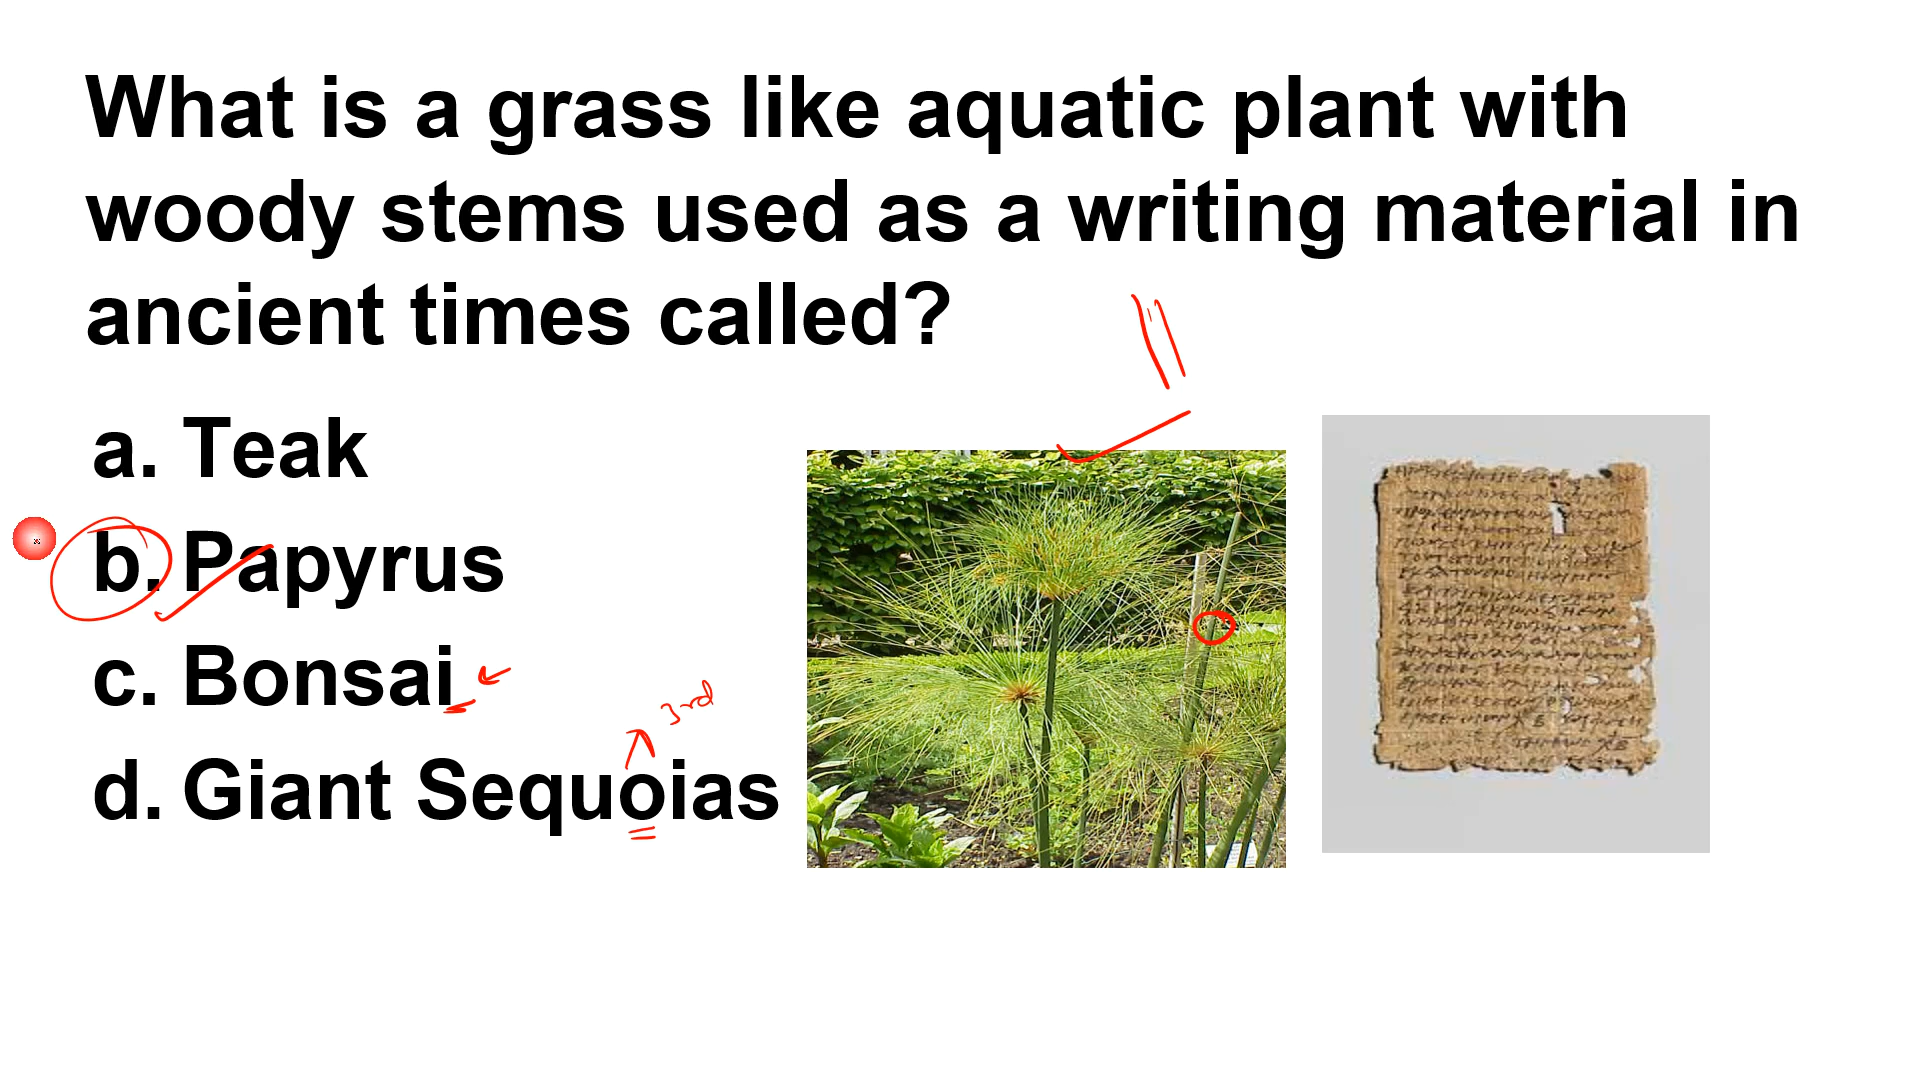 What is a grass like aquatic plant with
woody stems used as a writing material in
ancient times called?
a. Teak
b. Papyrus
c. Bonsai
3rd
d. Giant Sequoias